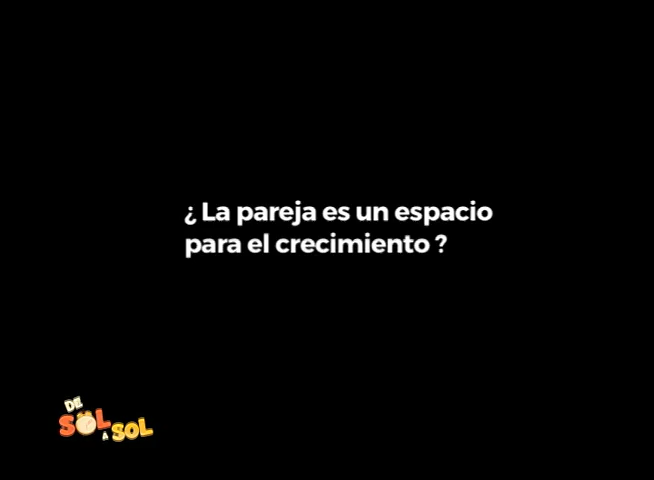 ¿ La pareja es un espacio
para el crecimiento ?
DE
SOL
A SOL